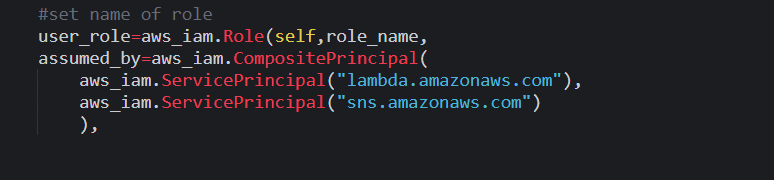 #set name of role
user_role=aws_iam.Role(self,role_name,
assumed_by=aws_iam.CompositePrincipal(
aws_iam.ServicePrincipal("lambda.amazonaws.com"),
aws_iam.ServicePrincipal("sns.amazonaws.com")
),